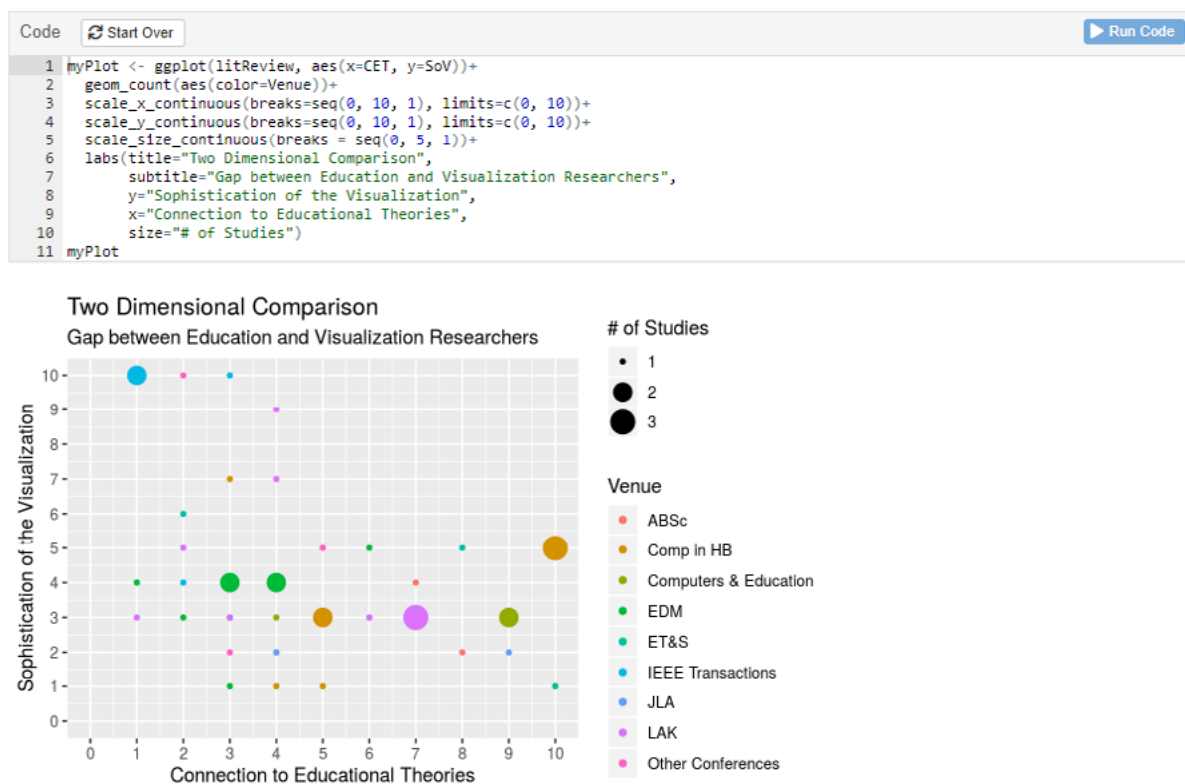 Code Start Over Run Code
1 myPlot <- ggplot(litReview, aes(x=CET, y=SoV))+
2 geom_count(aes(color=Venue))+
3 scale_x_continuous(breaks=seq(0, 10, 1), limits=c(0, 10))+
4 scale_y_continuous(breaks=seq(0, 10, 1), limits=c(0, 10))+
5 scale_size_continuous(breaks = seq(0, 5, 1))+
6 labs(title="Two Dimensional Comparison",
7 subtitle="Gap between Education and Visualization Researchers",
8 y="Sophistication of the Visualization",
9 x="Connection to Educational Theories",
10 size="# of Studies")
11 myPlot
Two Dimensional Comparison
Gap between Education and Visualization Researchers
Sophistication of the Visualization
10
9
8
7
6
5
4
3
2
1
0
0 1 2 3 4 5 6 7 8 9 10
Connection to Educational Theories
# of Studies
1
2
3
Venue
ABSc
Comp in HB
Computers & Education
EDM
ET&S
IEEE Transactions
JLA
LAK
Other Conferences